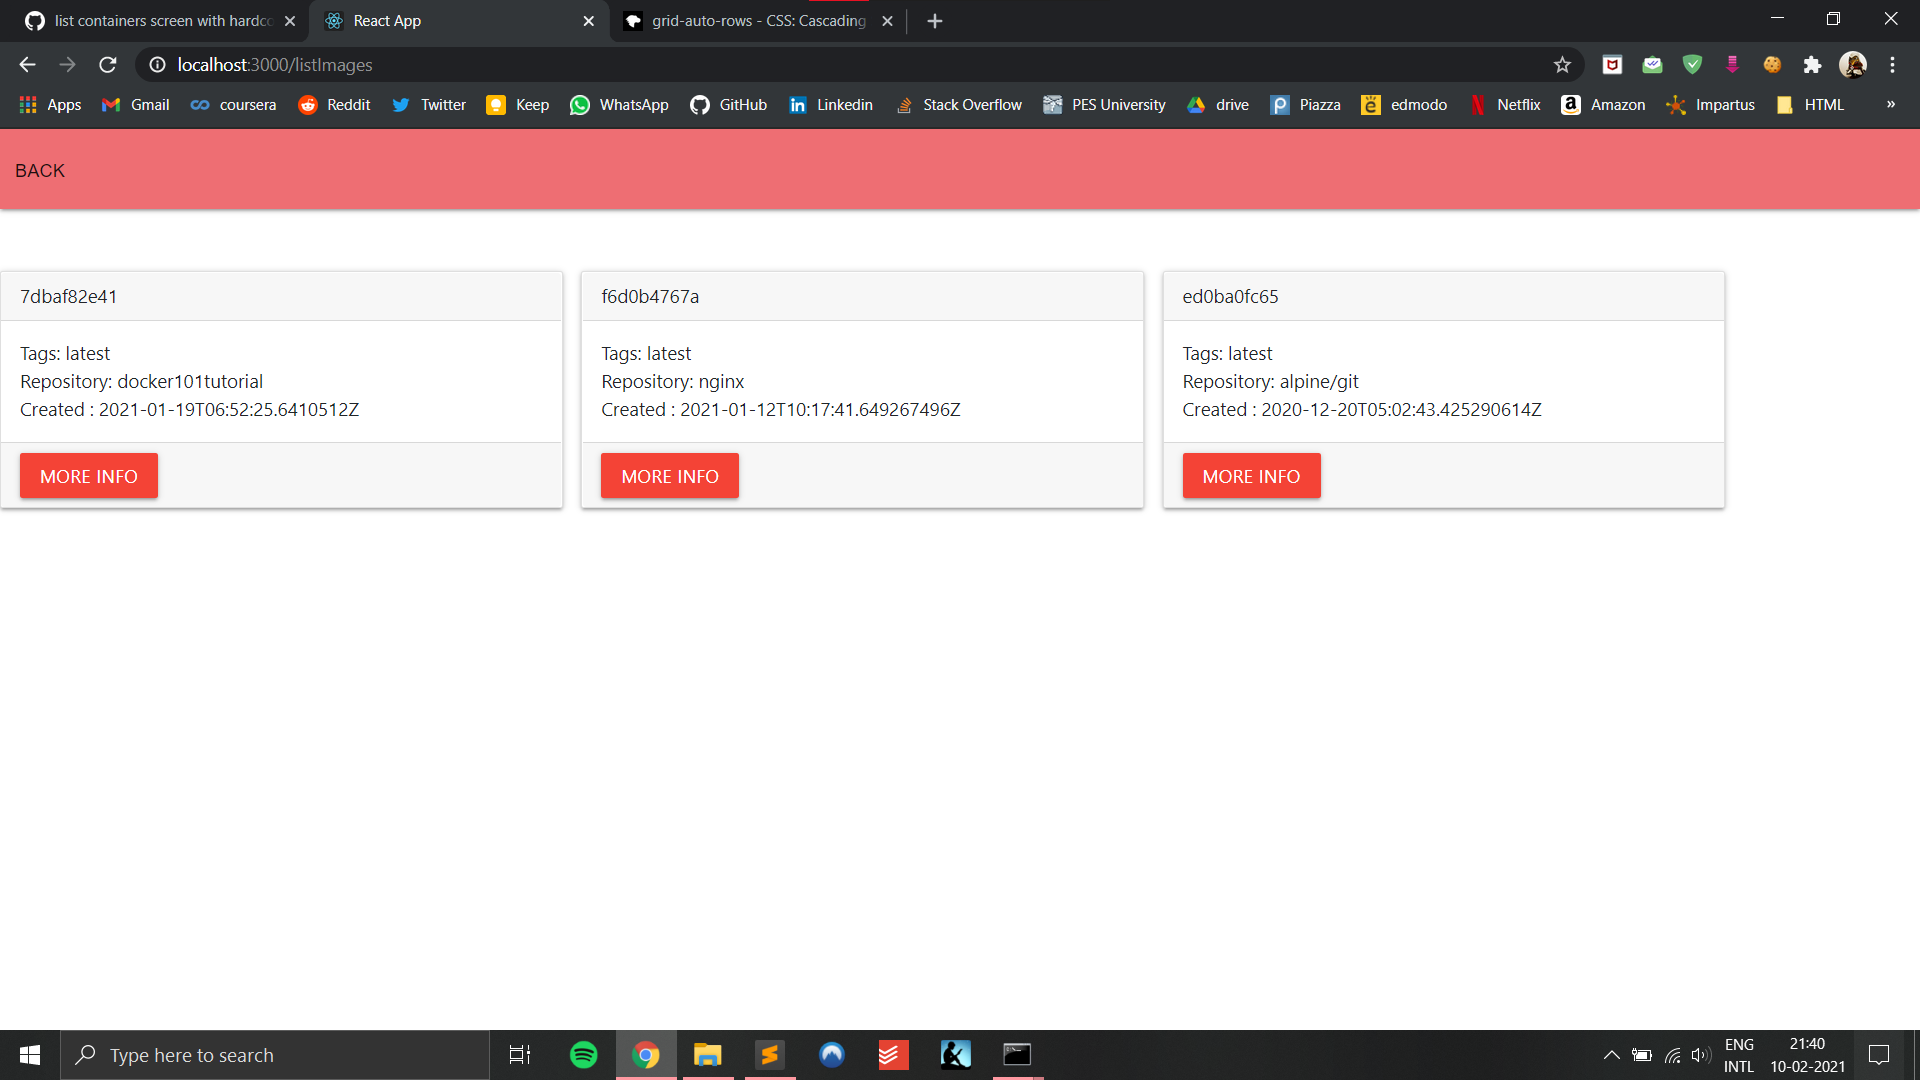 list containers screen with hardco
React App
grid-auto-rows - CSS: Cascading
localhost:3000/listImages
Apps
Gmail
coursera
Reddit
Twitter
Keep
WhatsApp
GitHub
Linkedin
Stack Overflow
PES University
drive
Piazza
edmodo
Netflix
Amazon
Impartus
HTML
»
BACK
7dbaf82e41
Tags: latest
Repository: docker101tutorial
Created : 2021-01-19T06:52:25.6410512Z
MORE INFO
f6d0b4767a
Tags: latest
Repository: nginx
Created : 2021-01-12T10:17:41.649267496Z
MORE INFO
ed0ba0fc65
Tags: latest
Repository: alpine/git
Created : 2020-12-20T05:02:43.425290614Z
MORE INFO
Type here to search
ENG
INTL
21:40
10-02-2021